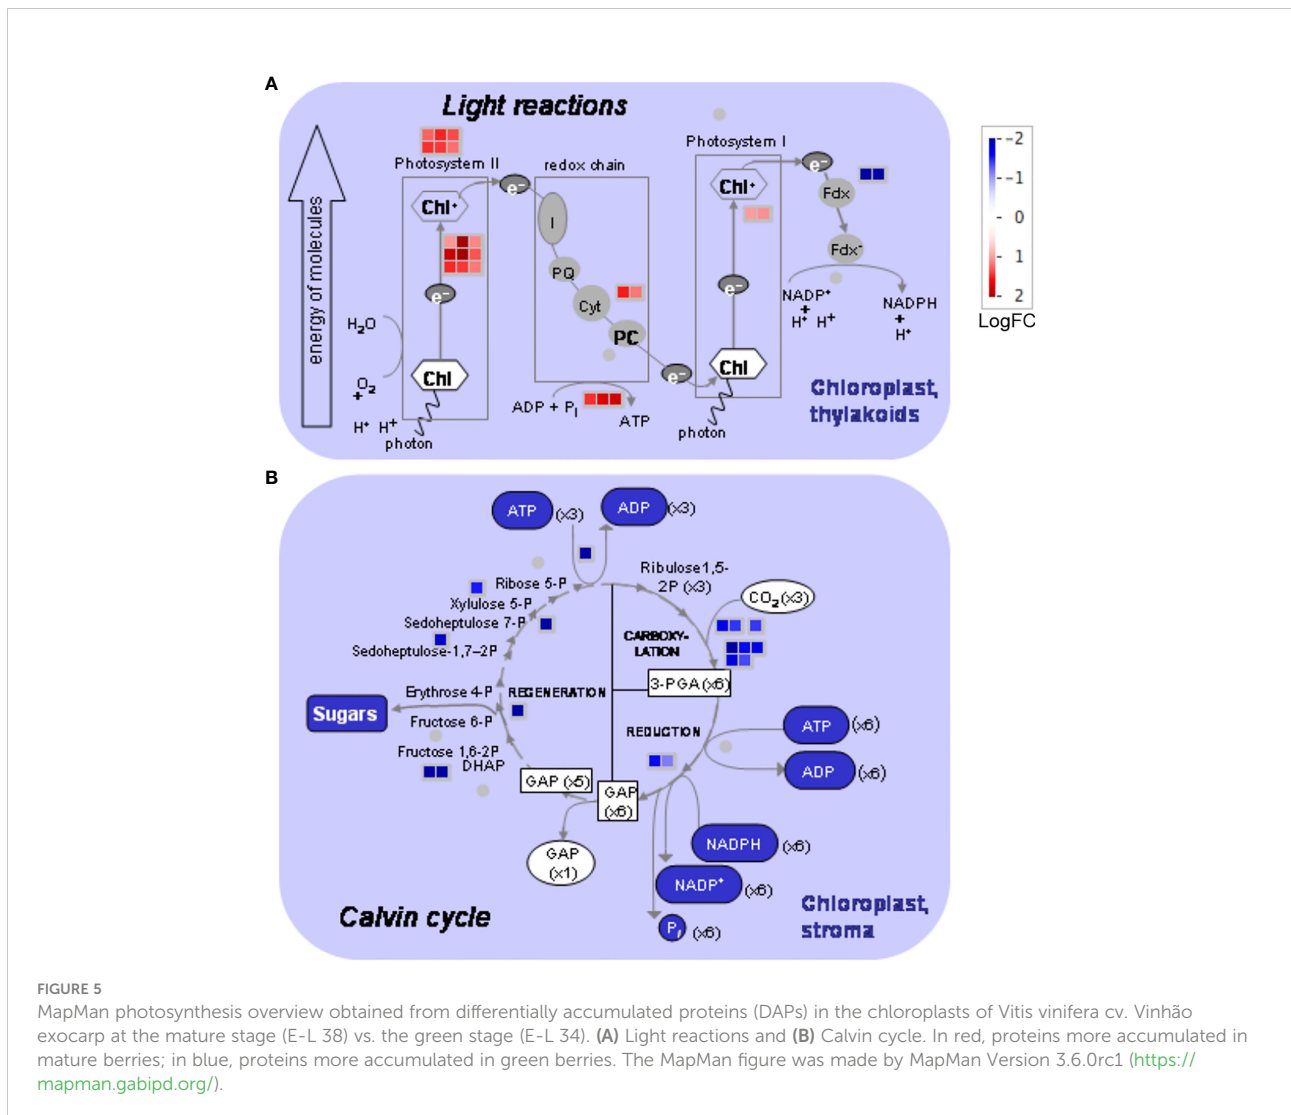 A
Light reactions
Photosystem II
redox chain
Photosystem I
energy of molecules
Chl+
e-
I
PQ
Cyt
PC
e-
H2O
+O2
H+ H+
Chl
photon
ADP + Pi
ATP
e-
Chl+
e-
Chl
photon
e-
Fdx
Fdx-
NADP+
+
H+ H+
NADPH
+
H+
Chloroplast,
thylakoids
-2
-1
0
1
2
LogFC
B
ATP (x3)
ADP (x3)
Ribose 5-P
Xylulose 5-P
Sedoheptulose 7-P
Sedoheptulose-1,7-2P
Erythrose 4-P
Sugars
Fructose 6-P
Fructose 1,6-2P
DHAP
Ribulose1,5-
2P (x3)
CO2(x3)
CARBOXY-
LATION
3-PGA(x6)
REGENERATION
REDUCTION
ATP (x6)
ADP (x6)
GAP (x5)
GAP
(x6)
GAP
(x1)
NADPH (x6)
NADP+ (x6)
Pi (x6)
Calvin cycle
Chloroplast,
stroma
FIGURE 5
MapMan photosynthesis overview obtained from differentially accumulated proteins (DAPs) in the chloroplasts of Vitis vinifera cv. Vinhão
exocarp at the mature stage (E-L 38) vs. the green stage (E-L 34). (A) Light reactions and (B) Calvin cycle. In red, proteins more accumulated in
mature berries; in blue, proteins more accumulated in green berries. The MapMan figure was made by MapMan Version 3.6.0rc1 (https://
mapman.gabipd.org/).